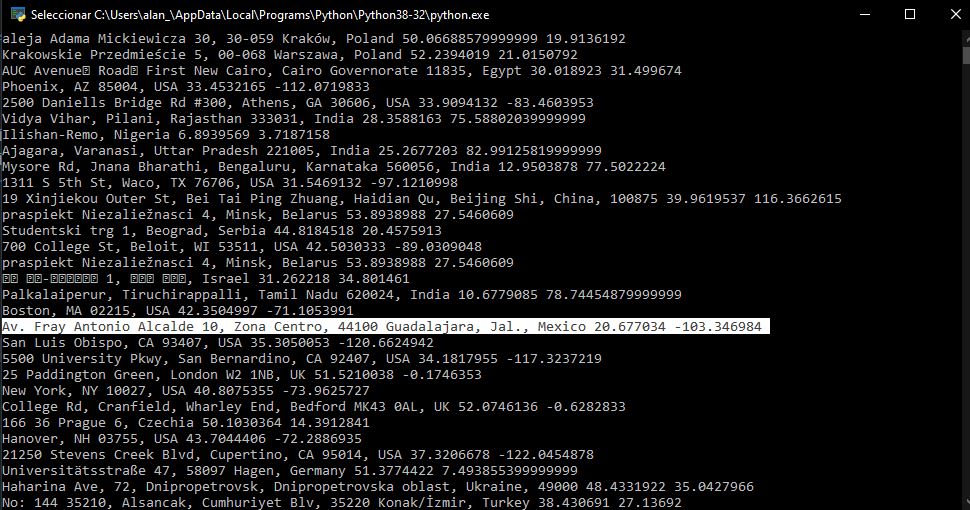 Seleccionar C:\Users\alan_\AppData\Local\Programs\Python\Python38-32\python.exe
aleja Adama Mickiewicza 30, 30-059 Kraków, Poland 50.06688579999999 19.9136192
Krakowskie Przedmieście 5, 00-068 Warszawa, Poland 52.2394019 21.0150792
AUC Avenue Road First New Cairo, Cairo Governorate 11835, Egypt 30.018923 31.499674
Phoenix, AZ 85004, USA 33.4532165 -112.0719833
2500 Daniells Bridge Rd #300, Athens, GA 30606, USA 33.9094132 -83.4603953
Vidya Vihar, Pilani, Rajasthan 333031, India 28.3588163 75.58802039999999
Ilishan-Remo, Nigeria 6.8939569 3.7187158
Ajagara, Varanasi, Uttar Pradesh 221005, India 25.2677203 82.99125819999999
Mysore Rd, Jnana Bharathi, Bengaluru, Karnataka 560056, India 12.9503878 77.5022224
1311 S 5th St, Waco, TX 76706, USA 31.5469132 -97.1210998
19 Xinjiekou Outer St, Bei Tai Ping Zhuang, Haidian Qu, Beijing Shi, China, 100875 39.9619537 116.3662615
praspiekt Niezaliežnasci 4, Minsk, Belarus 53.8938988 27.5460609
Studentski trg 1, Beograd, Serbia 44.8184518 20.4575913
700 College St, Beloit, WI 53511, USA 42.5030333 -89.0309048
praspiekt Niezaliežnasci 4, Minsk, Belarus 53.8938988 27.5460609
1, , Israel 31.262218 34.801461
Palkalaiperur, Tiruchirappalli, Tamil Nadu 620024, India 10.6779085 78.74454879999999
Boston, MA 02215, USA 42.3504997 -71.1053991
Av. Fray Antonio Alcalde 10, Zona Centro, 44100 Guadalajara, Jal., Mexico 20.677034 -103.346984
San Luis Obispo, CA 93407, USA 35.3050053 -120.6624942
5500 University Pkwy, San Bernardino, CA 92407, USA 34.1817955 -117.3237219
25 Paddington Green, London W2 1NB, UK 51.5210038 -0.1746353
New York, NY 10027, USA 40.8075355 -73.9625727
College Rd, Cranfield, Wharley End, Bedford MK43 0AL, UK 52.0746136 -0.6282833
166 36 Prague 6, Czechia 50.1030364 14.3912841
Hanover, NH 03755, USA 43.7044406 -72.2886935
21250 Stevens Creek Blvd, Cupertino, CA 95014, USA 37.3206678 -122.0454878
Universitätsstraße 47, 58097 Hagen, Germany 51.3774422 7.493855399999999
Haharina Ave, 72, Dnipropetrovsk, Dnipropetrovska oblast, Ukraine, 49000 48.4331922 35.0427966
No: 144 35210, Alsancak, Cumhuriyet Blv, 35220 Konak/İzmir, Turkey 38.430691 27.13692